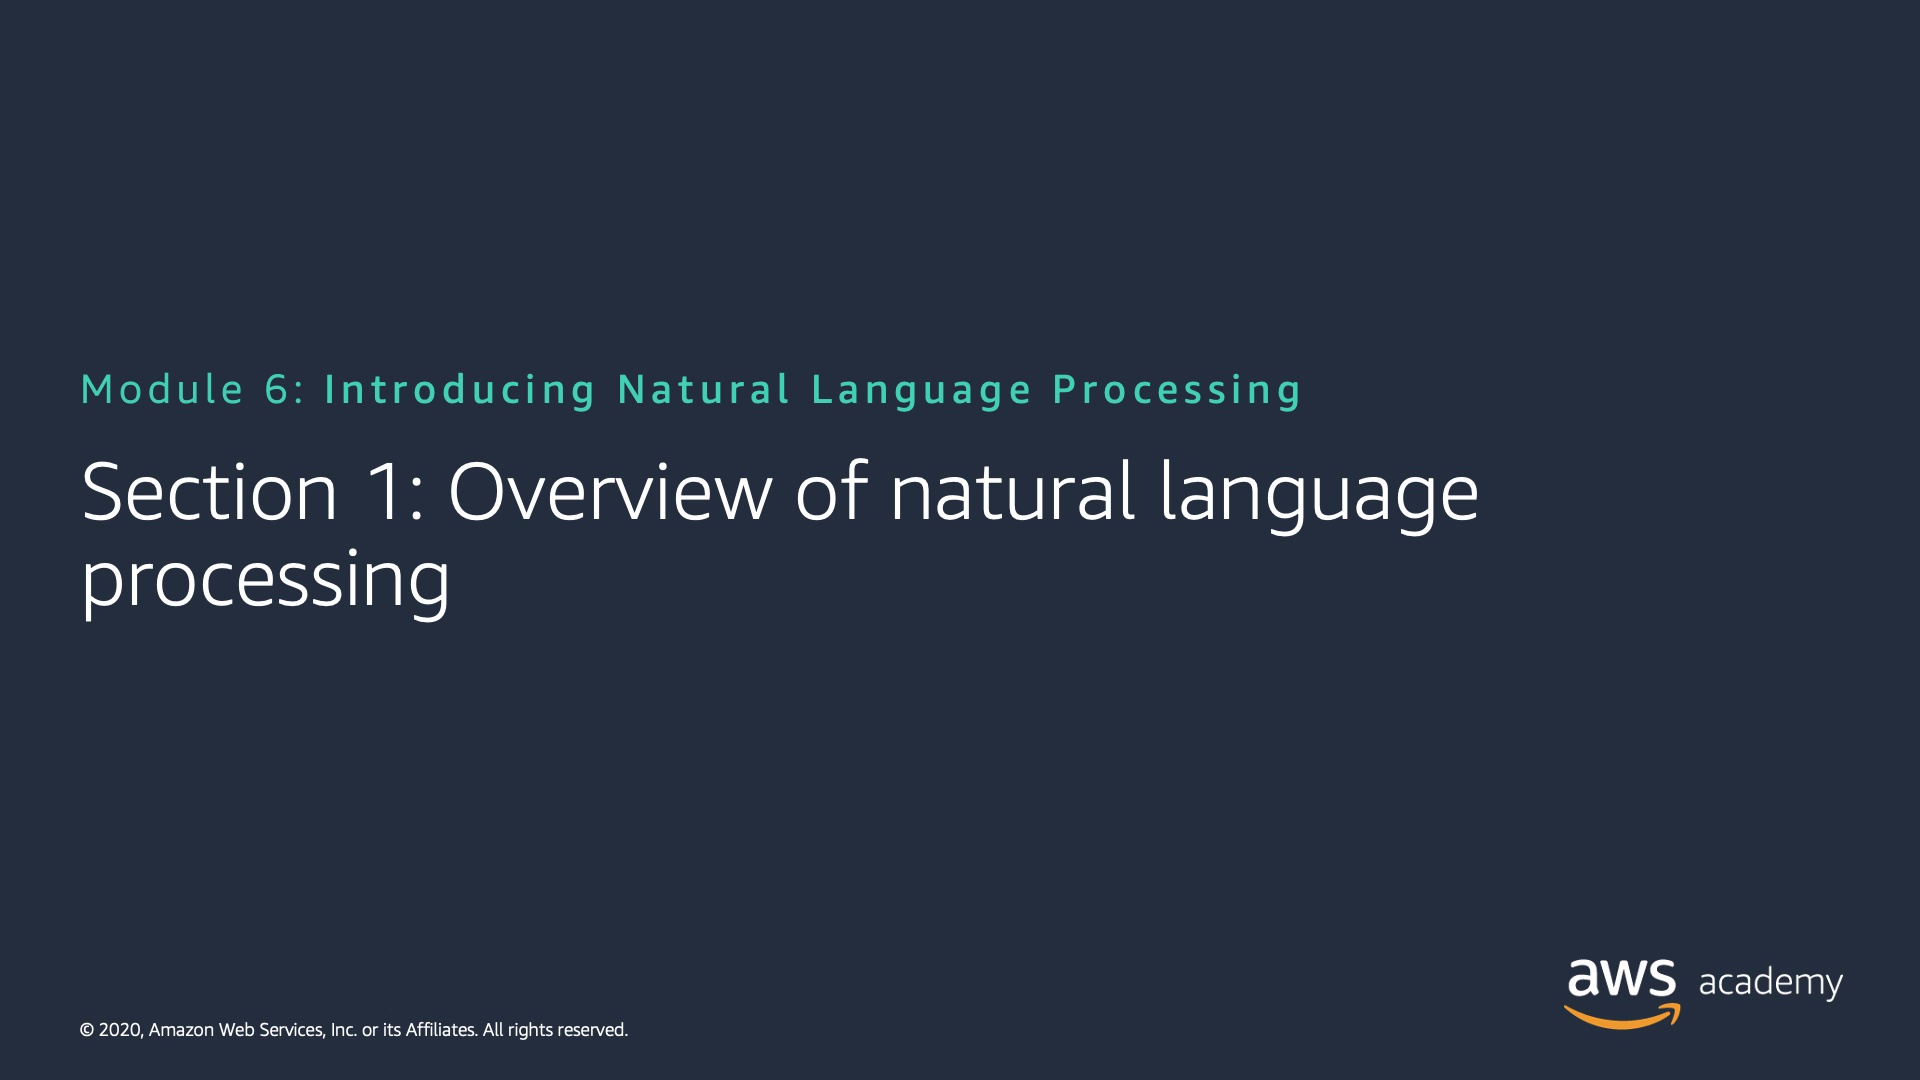 Module 6: Introducing Natural Language Processing
Section 1: Overview of natural language
processing
aws academy
© 2020, Amazon Web Services, Inc. or its Affiliates. All rights reserved.